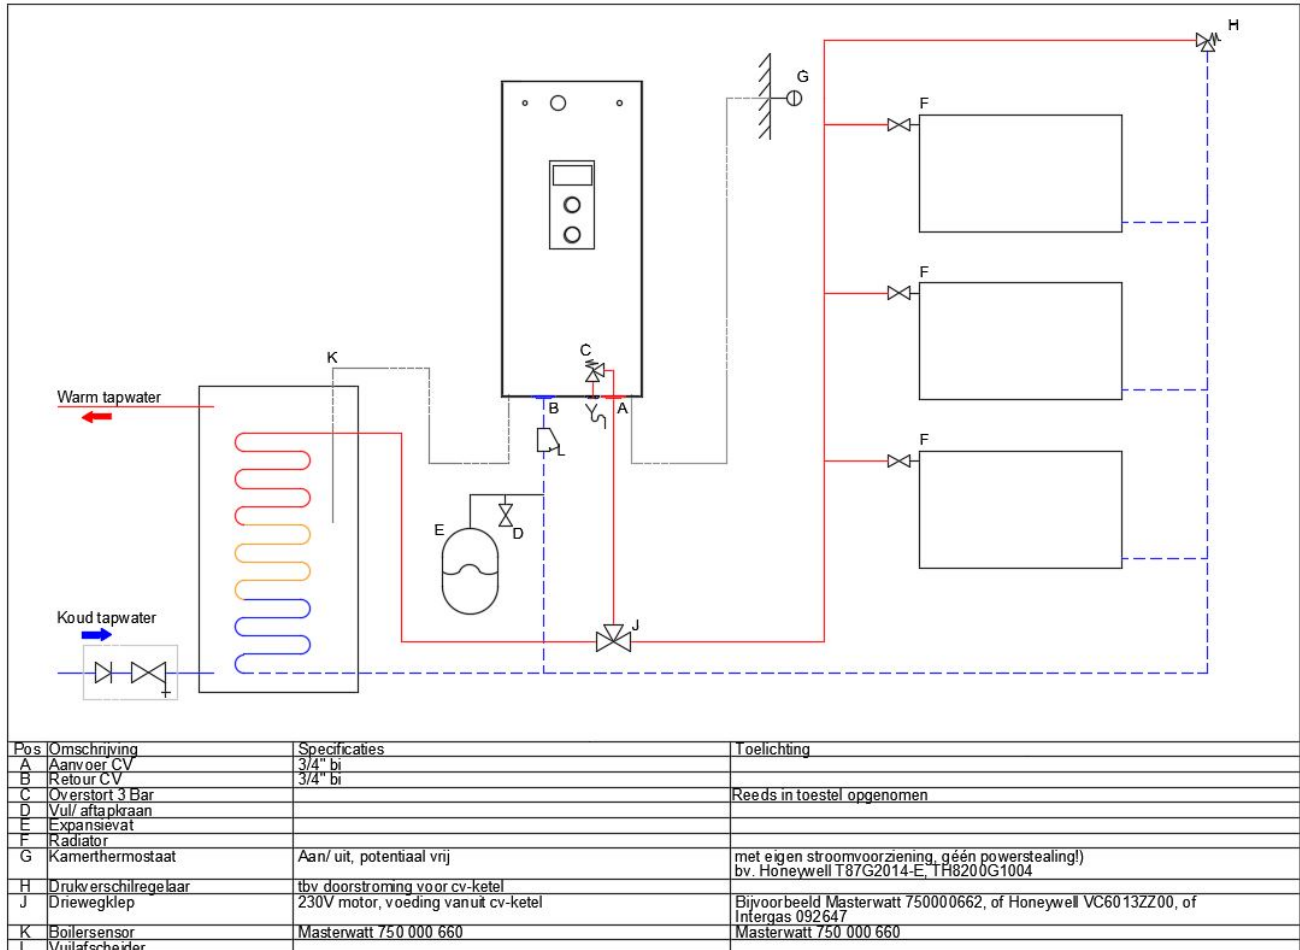 H
G
F
F
C
K
Warm tapwater
B
A
L
F
E
D
Koud tapwater
J
Pos Omschrijving Specificaties Toelichting
A Aanvoer CV 3/4" bi
B Retour CV 3/4" bi
C Overstort 3 Bar Reeds in toestel opgenomen
D Vul/ aftapkraan
E Expansievat
F Radiator
G Kamerthermostaat Aan/ uit, potentiaal vrij met eigen stroomvoorziening, géén powerstealing!)
bv. Honeywell T87G2014-E, TH8200G1004
H Drukverschilregelaar tbv doorstroming voor cv-ketel
J Driewegklep 230V motor, voeding vanuit cv-ketel Bijvoorbeeld Masterwatt 750000662, of Honeywell VC6013ZZ00, of
Intergas 092647
K Boilersensor Masterwatt 750 000 660 Masterwatt 750 000 660
L Vuilafscheider